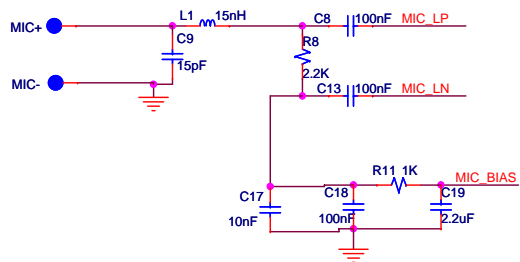 L1 15nH C8 100nF MIC_LP
MIC+
C9 R8
15pF 2.2K
MIC- C13 100nF MIC_LN
R11 1K MIC_BIAS
C17 C18 C19
10nF 100nF 2.2uF